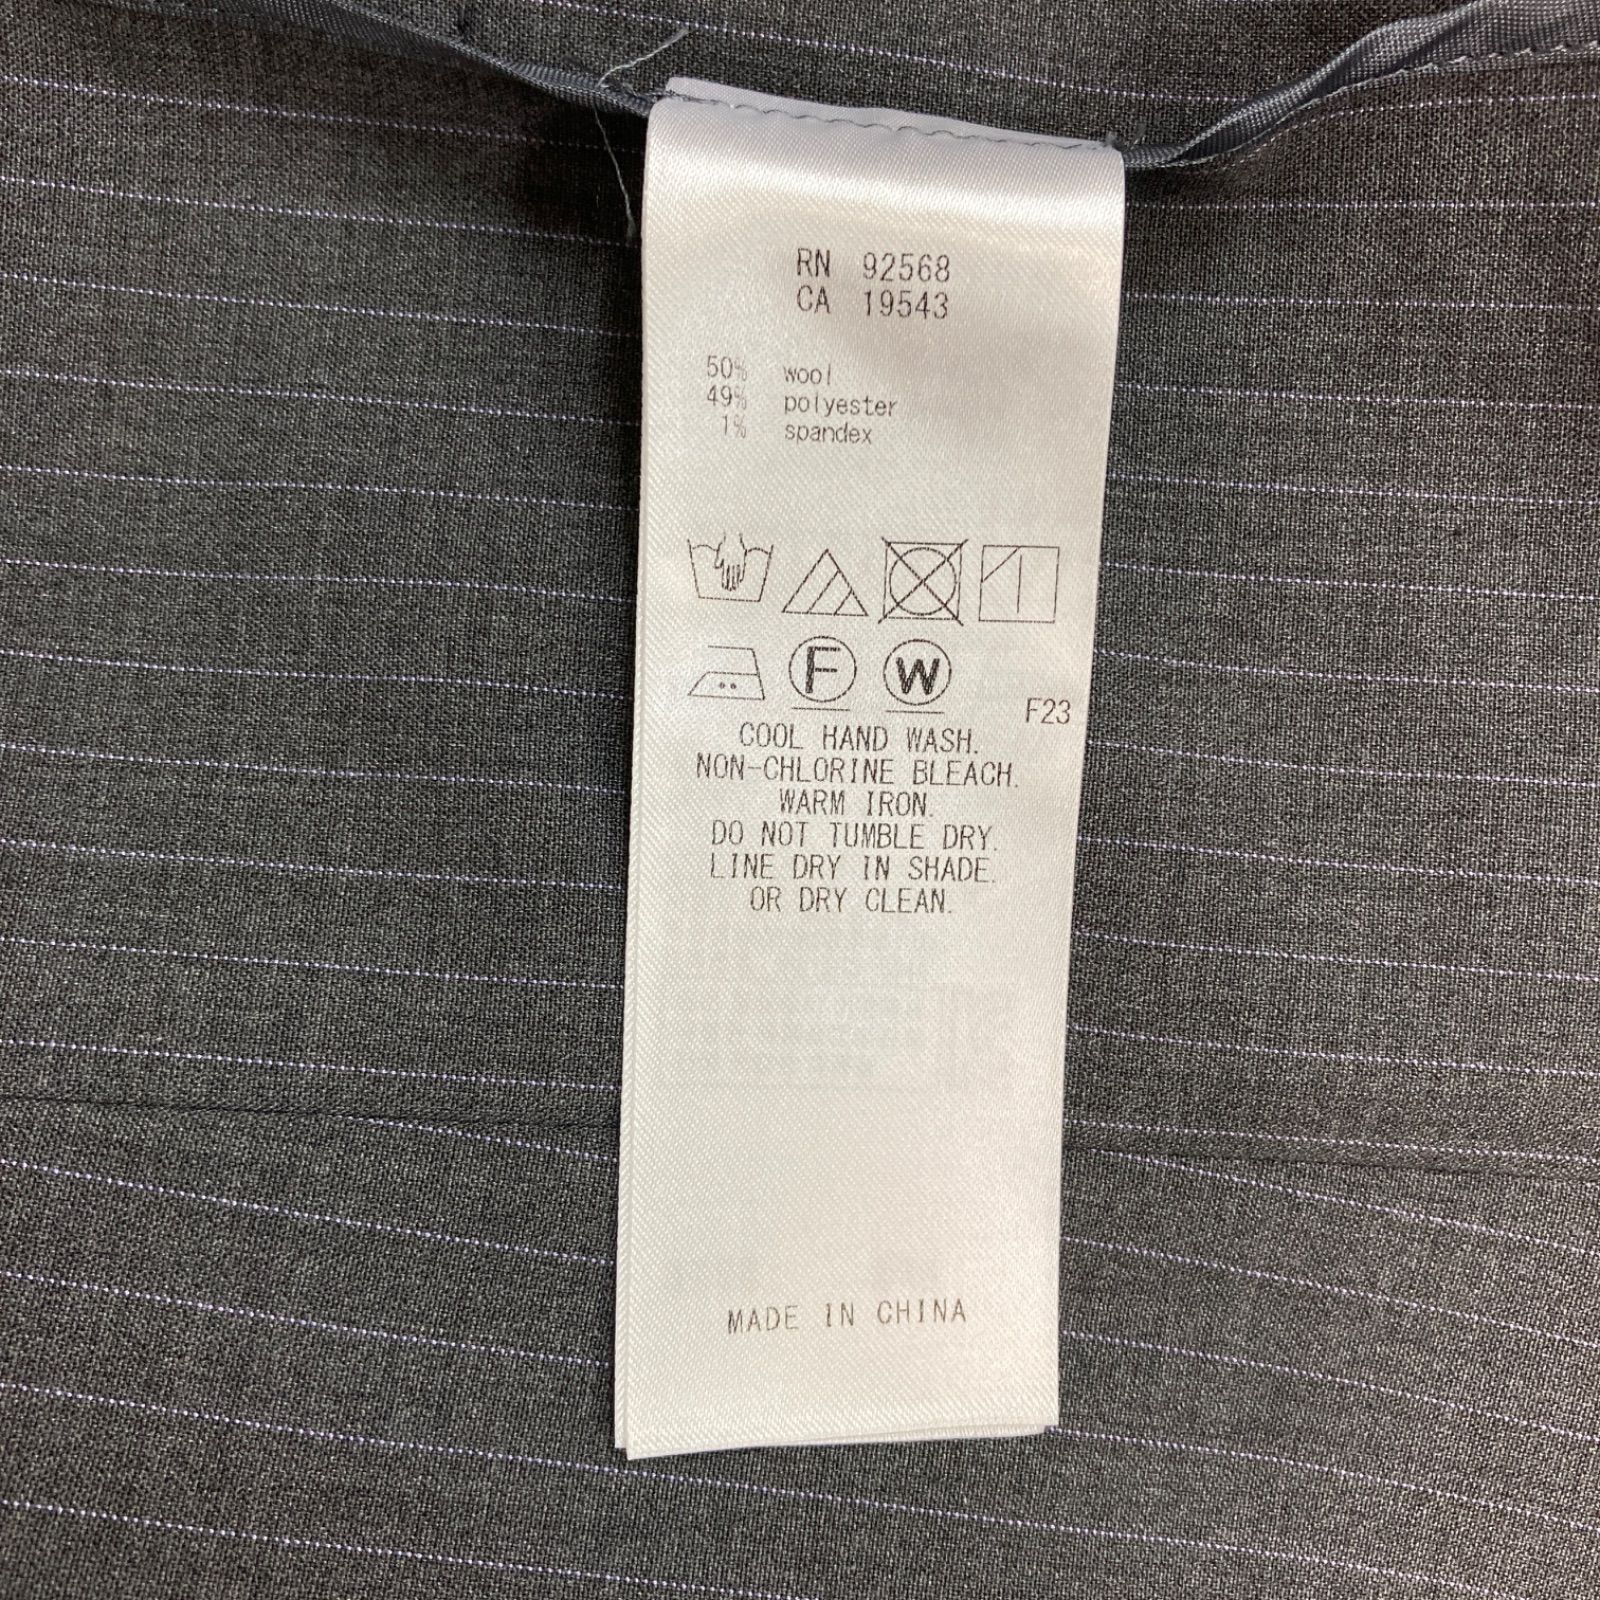 RN 92568
CA 19543
50% wool
49% polyester
1% spandex
F W
F23
COOL HAND WASH.
NON-CHLORINE BLEACH.
WARM IRON.
DO NOT TUMBLE DRY.
LINE DRY IN SHADE.
OR DRY CLEAN.
MADE IN CHINA